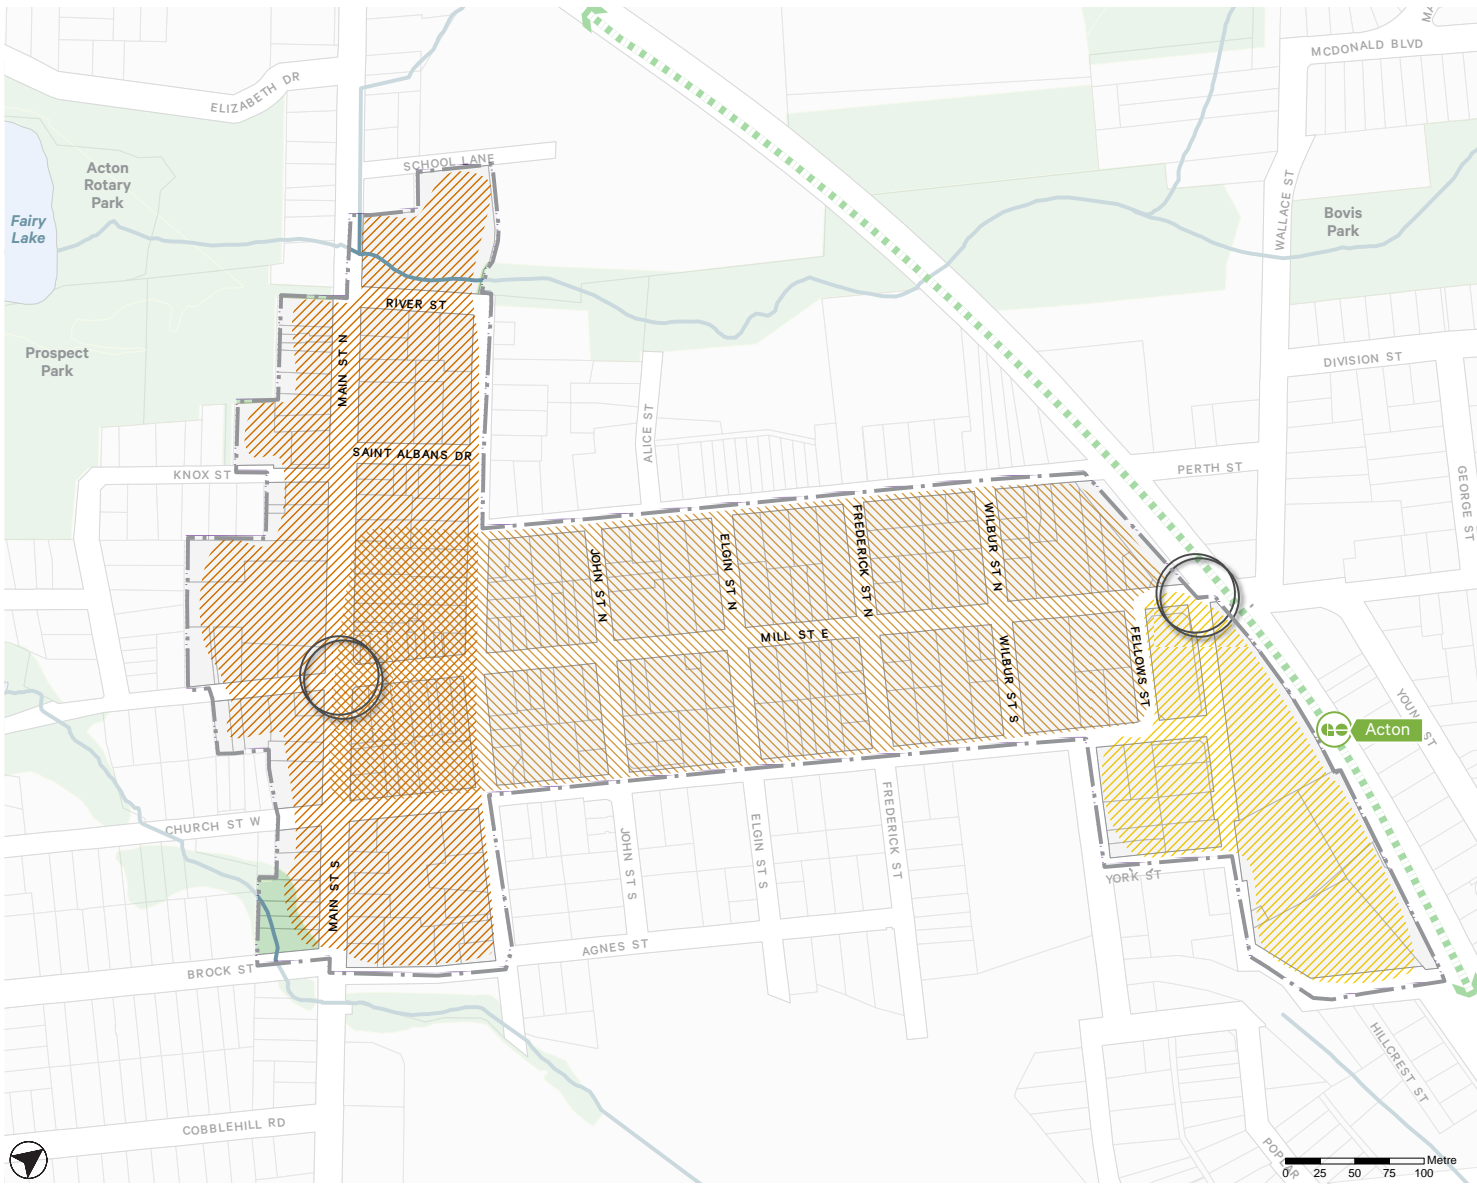 MCDONALD BLVD
ELIZABETH DR
SCHOOL LANE
Acton
Rotary
Park
Fairy
Lake
WALLACE ST
Bovis
Park
RIVER ST
MAIN ST N
Prospect
Park
DIVISION ST
ALICE ST
SAINT ALBANS DR
KNOX ST
PERTH ST
GEORGE ST
JOHN ST N
ELGIN ST N
FREDERICK ST N
WILBUR ST N
MILL ST E
WILBUR ST S
FELLOWS ST
YOUNG ST
Acton
CHURCH ST W
MAIN ST S
JOHN ST S
ELGIN ST S
FREDERICK ST
YORK ST
AGNES ST
BROCK ST
HILLCREST ST
COBBLEHILL RD
POPLAR
Metre
0 25 50 75 100